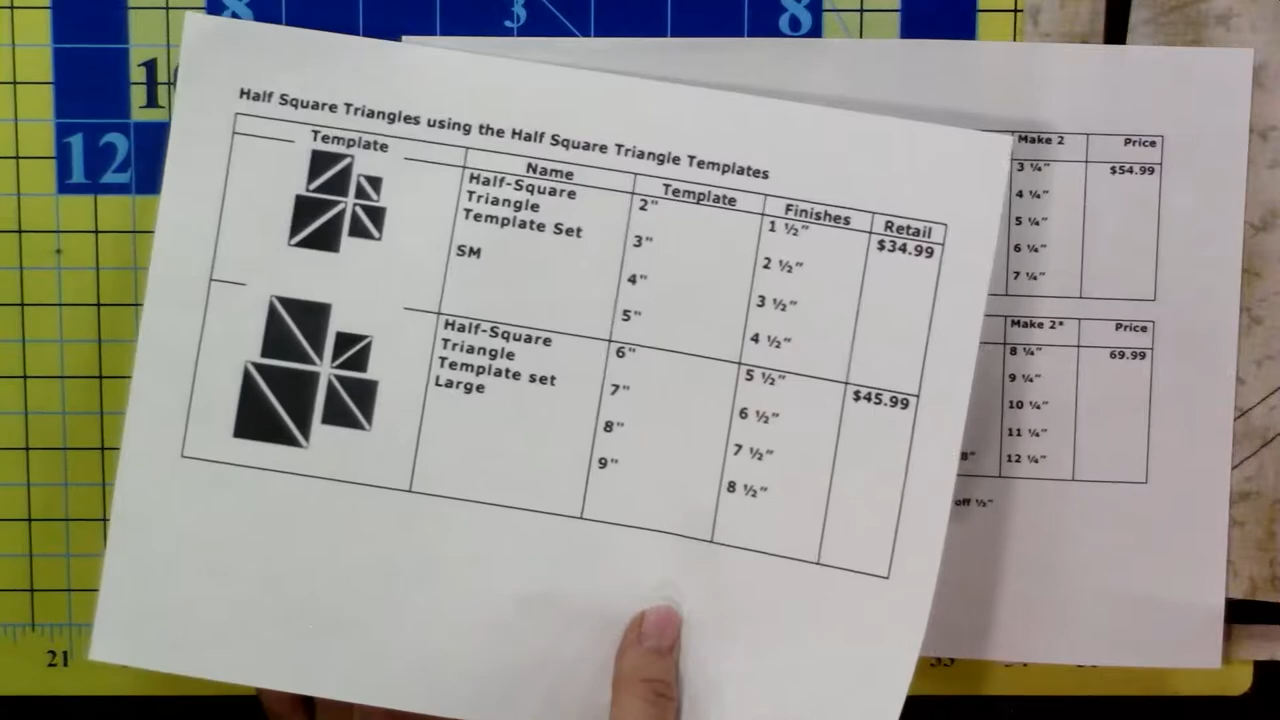 8 3 8
10
12
Half Square Triangles using the Half Square Triangle Templates
Template Name Template Finishes Retail
Half-Square Triangle Template Set SM 2" 1 ½" $34.99
3" 2 ½"
4" 3 ½"
5" 4 ½"
Half-Square Triangle Template set Large 6" 5 ½" $45.99
7" 6 ½"
8" 7 ½"
9" 8 ½"
Make 2 Price
3 ¼" $54.99
4 ¼"
5 ¼"
6 ¼"
7 ¼"
Make 2* Price
8 ¼" 69.99
9 ¼"
10 ¼"
11 ¼"
8" 12 ¼"
off ½"
21